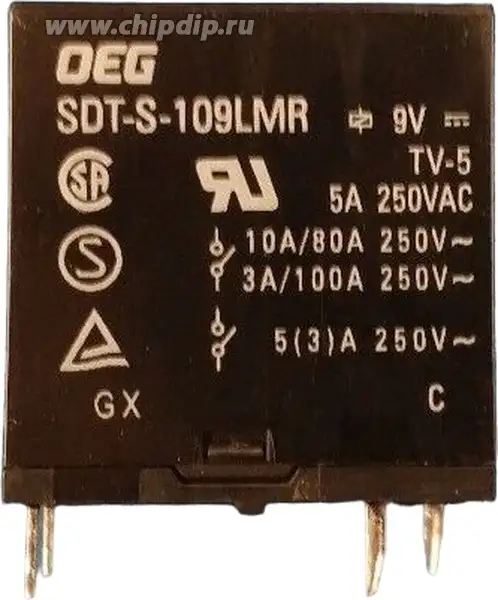 www.chipdip.ru
OEG
SDT-S-109LMR 9V ⎓
TV-5
5A 250VAC
10A/80A 250V~
3A/100A 250V~
5(3)A 250V~
GX C